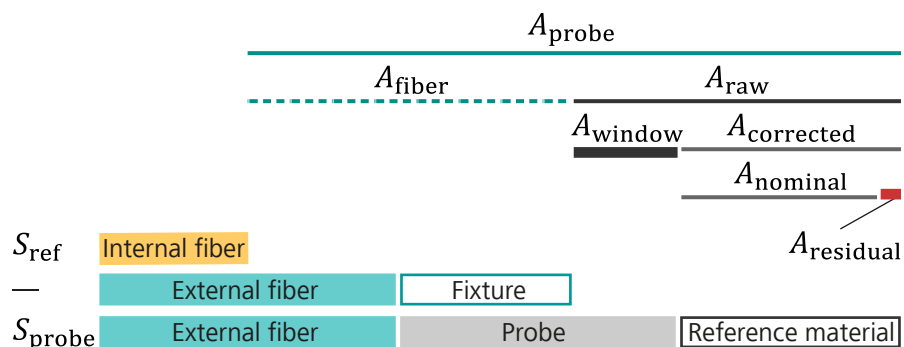 A_probe
A_fiber A_raw
A_window A_corrected
A_nominal
A_residual
S_ref Internal fiber
— External fiber Fixture
S_probe External fiber Probe Reference material